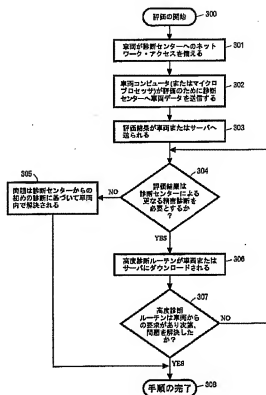 評価の開始
300
車両が診断センターへのネット
ワーク・アクセスを備える
301
車両コンピュータ(またはマイクロ
プロセッサ)が評価のために診断
センターへ車両データを送信する
302
評価結果が車両またはサーバへ
送られる
303
304
評価結果は
診断センターによる
更なる精密診断を
必要とするか
?
NO
YES
305
問題は診断センターからの
初めの診断に基づいて車両
内で解決される
高度診断ルーチンが車両または
サーバにダウンロードされる
306
307
高度診断
ルーチンは車両から
の要求があり次第、
問題を解決した
か?
NO
YES
手順の完了
308